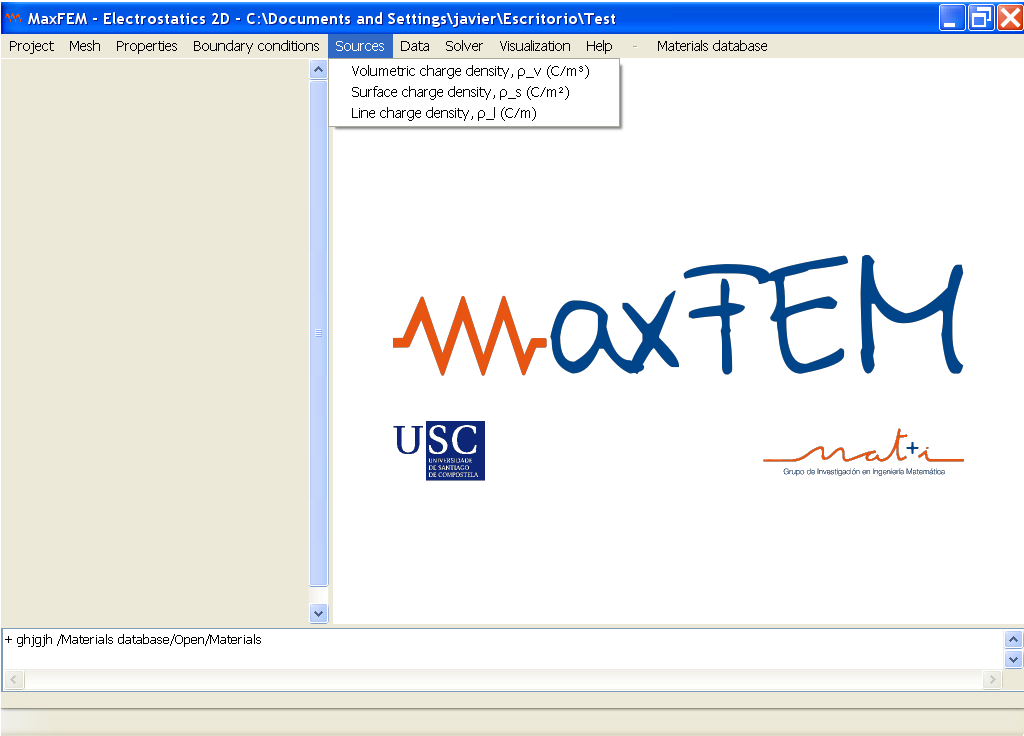 MaxFEM - Electrostatics 2D - C:\Documents and Settings\javier\Escritorio\Test
Project Mesh Properties Boundary conditions Sources Data Solver Visualization Help - Materials database
Volumetric charge density, ρ_v (C/m³)
Surface charge density, ρ_s (C/m²)
Line charge density, ρ_l (C/m)
MaxFEM
USC
UNIVERSIDADE
DE SANTIAGO
DE COMPOSTELA
mat+i
Grupo de Investigación en Ingeniería Matemática
+ ghjgjh /Materials database/Open/Materials